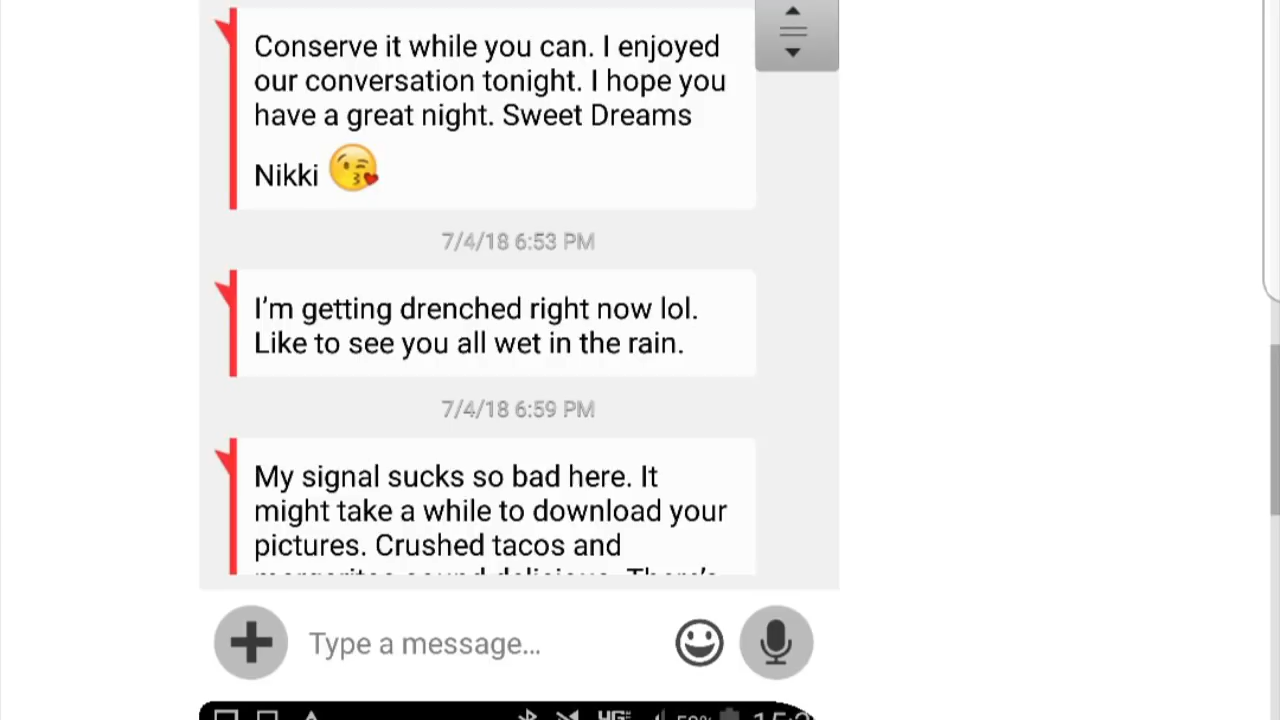 Conserve it while you can. I enjoyed
our conversation tonight. I hope you
have a great night. Sweet Dreams
Nikki
7/4/18 6:53 PM
I'm getting drenched right now lol.
Like to see you all wet in the rain.
7/4/18 6:59 PM
My signal sucks so bad here. It
might take a while to download your
pictures. Crushed tacos and
Type a message...